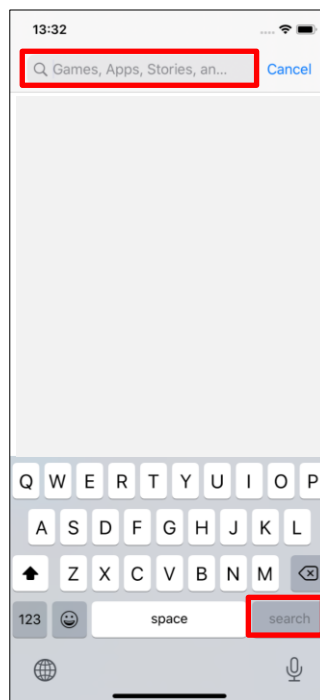 13:32
Games, Apps, Stories, an... Cancel
Q W E R T Y U I O P
A S D F G H J K L
Z X C V B N M
123 space search